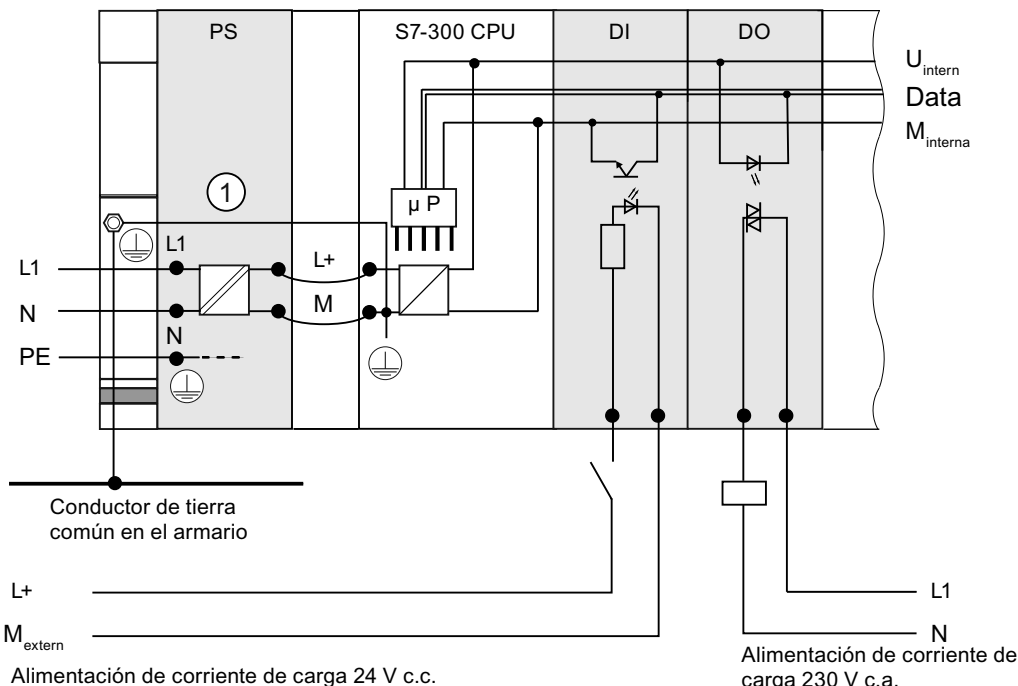 PS
S7-300 CPU
DI
DO
U intern
Data
M interna
1
µ P
L1
L+
L1
N
M
N
PE
Conductor de tierra
común en el armario
L+
L1
M extern
N
Alimentación de corriente de carga 24 V c.c.
Alimentación de corriente de
carga 230 V c.a.